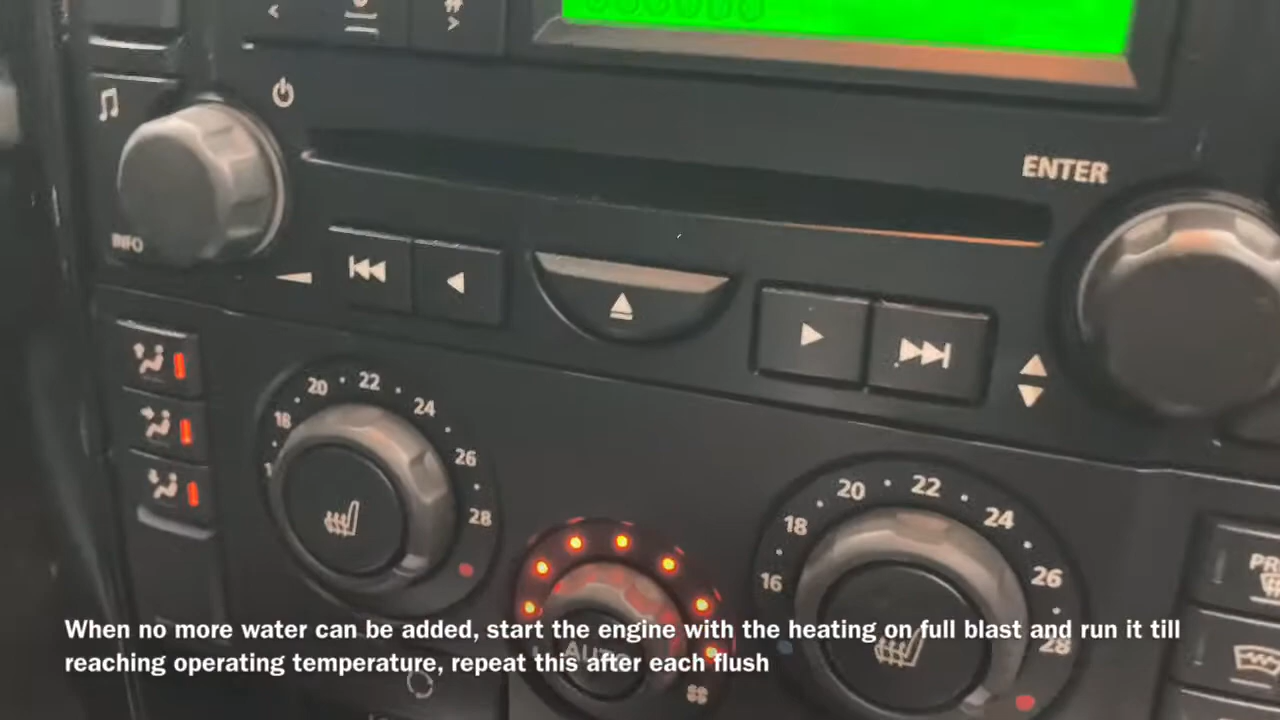 ENTER
INFO
20 22
18 24
26
28
20 22
18 24
16 26
28
AUTO
When no more water can be added, start the engine with the heating on full blast and run it till
reaching operating temperature, repeat this after each flush